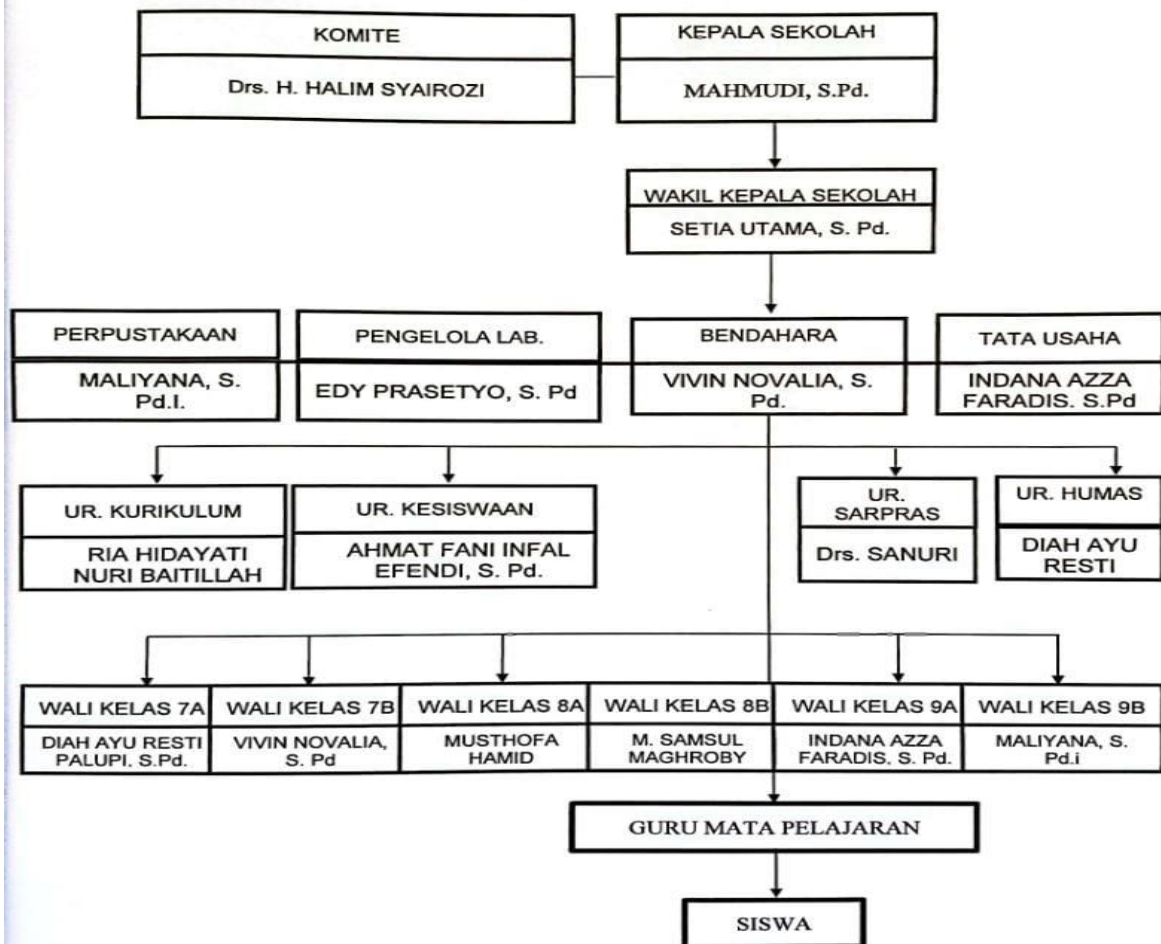 KOMITE
Drs. H. HALIM SYAIROZI
KEPALA SEKOLAH
MAHMUDI, S.Pd.
WAKIL KEPALA SEKOLAH
SETIA UTAMA, S. Pd.
PERPUSTAKAAN
MALIYANA, S.
Pd.I.
PENGELOLA LAB.
EDY PRASETYO, S. Pd
BENDAHARA
VIVIN NOVALIA, S.
Pd.
TATA USAHA
INDANA AZZA
FARADIS. S.Pd
UR. KURIKULUM
RIA HIDAYATI
NURI BAITILLAH
UR. KESISWAAN
AHMAT FANI INFAL
EFENDI, S. Pd.
UR.
SARPRAS
Drs. SANURI
UR. HUMAS
DIAH AYU
RESTI
WALI KELAS 7A
DIAH AYU RESTI
PALUPI. S.Pd.
WALI KELAS 7B
VIVIN NOVALIA,
S. Pd
WALI KELAS 8A
MUSTHOFA
HAMID
WALI KELAS 8B
M. SAMSUL
MAGHROBY
WALI KELAS 9A
INDANA AZZA
FARADIS. S. Pd.
WALI KELAS 9B
MALIYANA, S.
Pd.i
GURU MATA PELAJARAN
SISWA